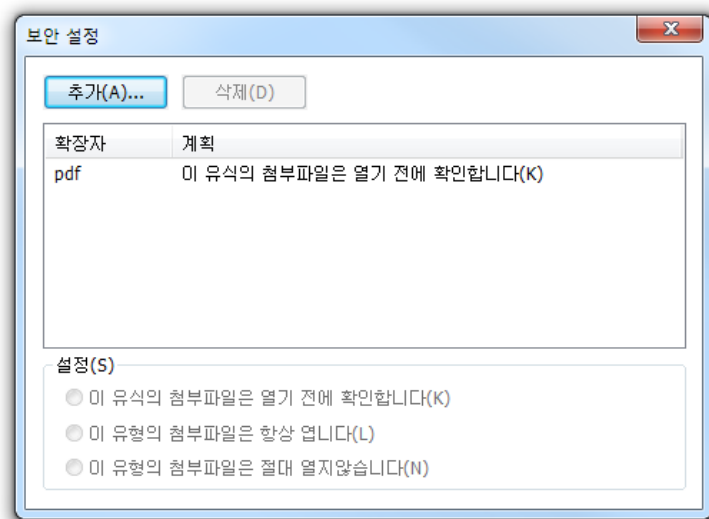 보안 설정
추가(A)... 삭제(D)
확장자 계획
pdf 이 유식의 첨부파일은 열기 전에 확인합니다(K)
설정(S)
이 유식의 첨부파일은 열기 전에 확인합니다(K)
이 유형의 첨부파일은 항상 엽니다(L)
이 유형의 첨부파일은 절대 열지않습니다(N)